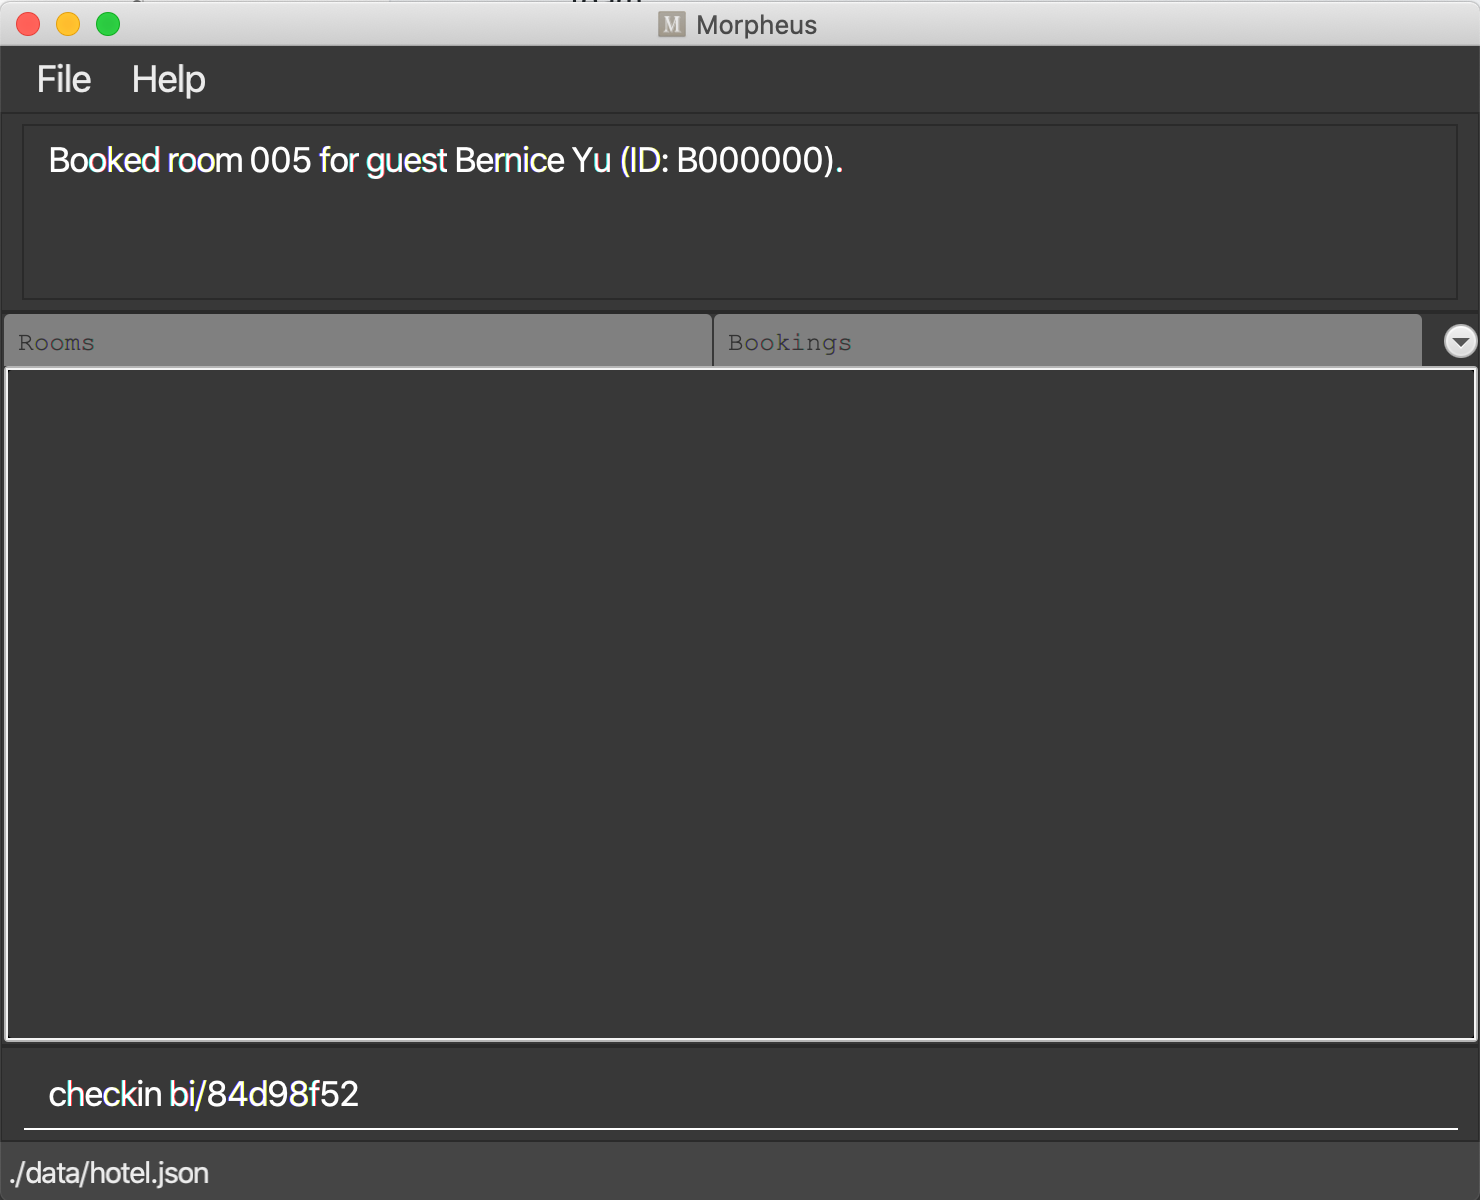 M Morpheus
File Help
Booked room 005 for guest Bernice Yu (ID: B000000).
Rooms Bookings
checkin bi/84d98f52
./data/hotel.json